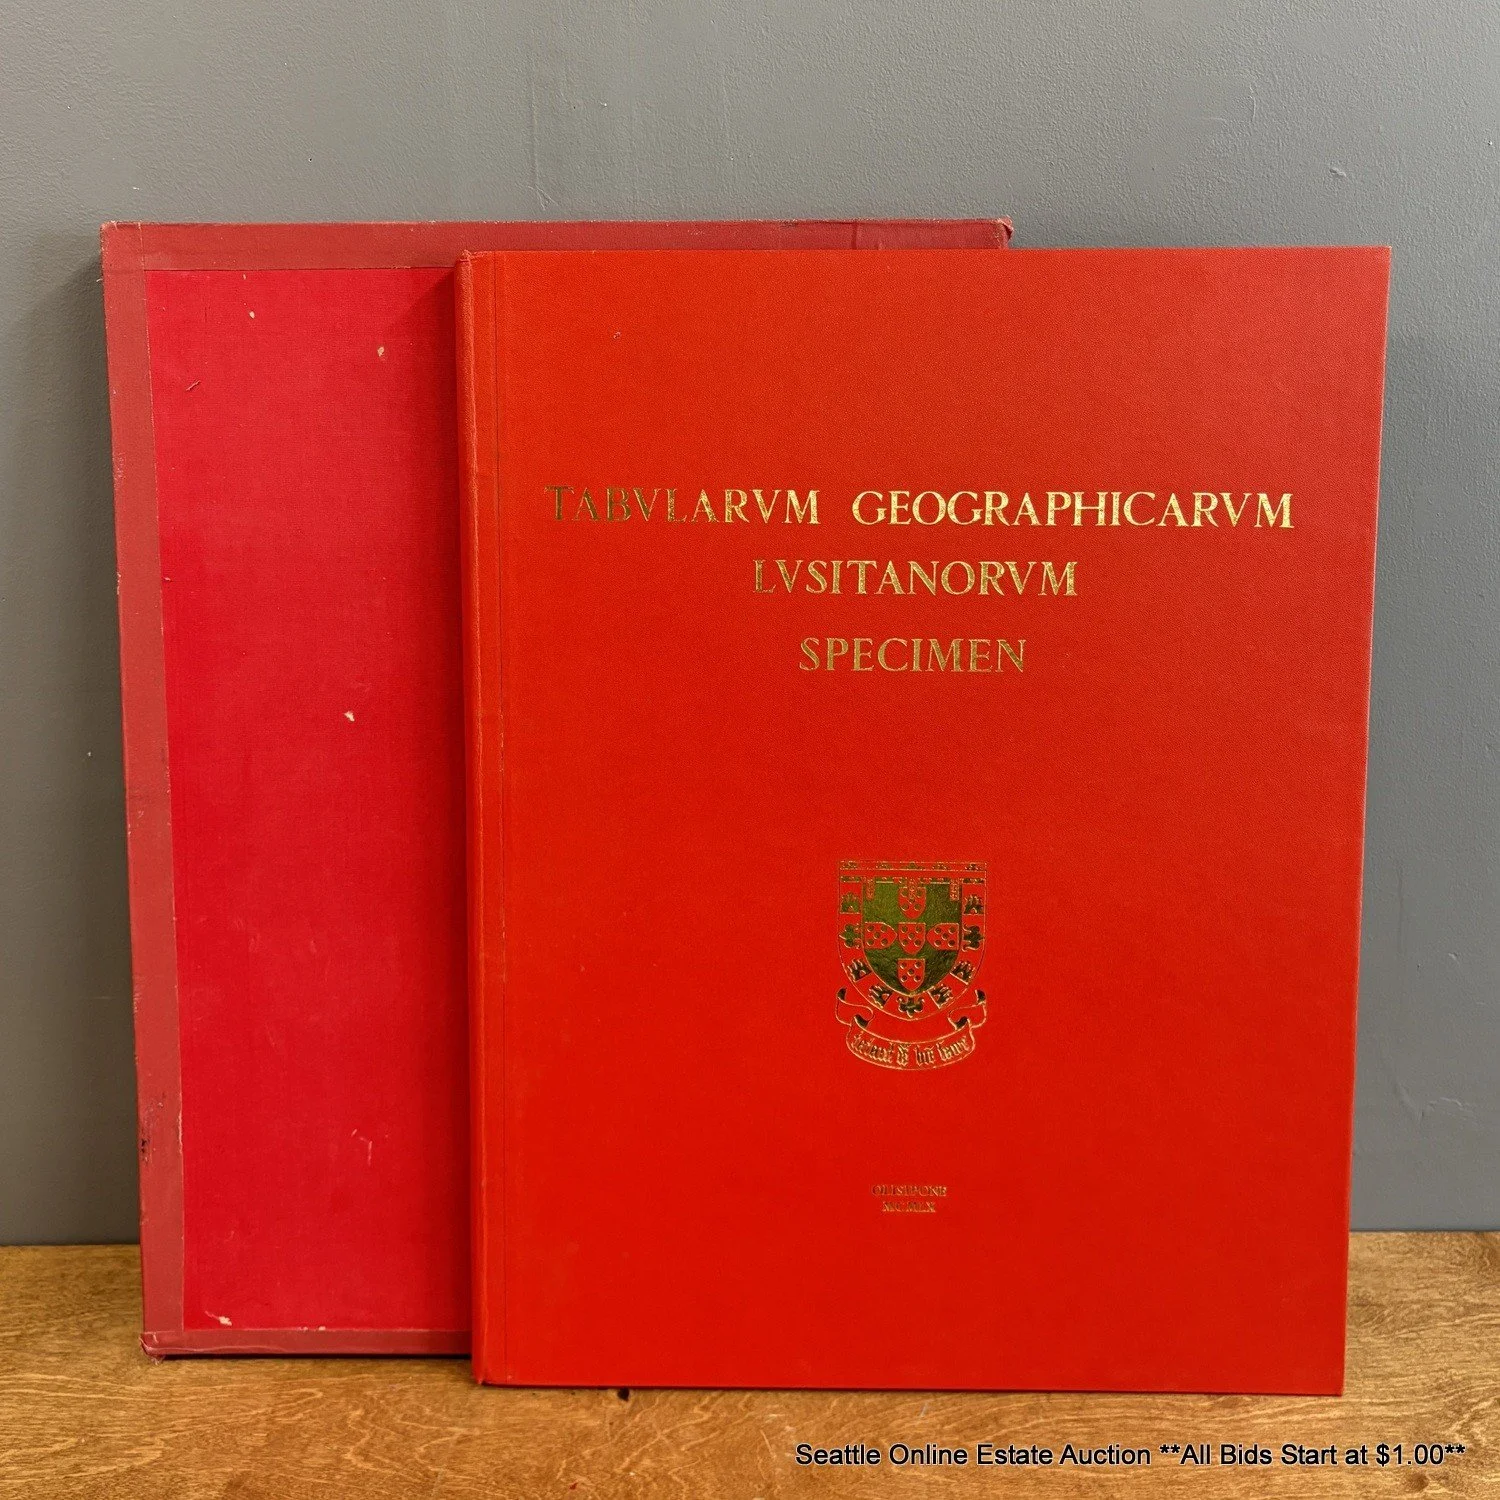 TABVLARVM GEOGRAPHICARVM
LVSITANORVM
SPECIMEN
OLISIPONE
MCMLX
Seattle Online Estate Auction **All Bids Start at $1.00**